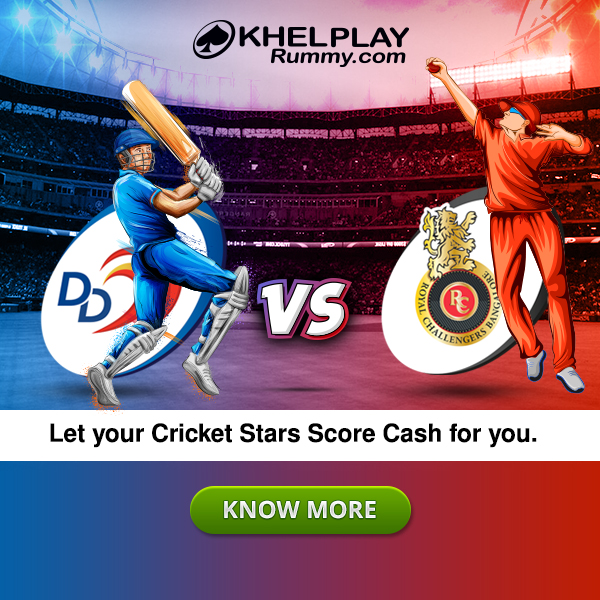 KHELPLAY
Rummy.com
DD
VS
RC
ROYAL CHALLENGERS BANGALORE
Let your Cricket Stars Score Cash for you.
KNOW MORE